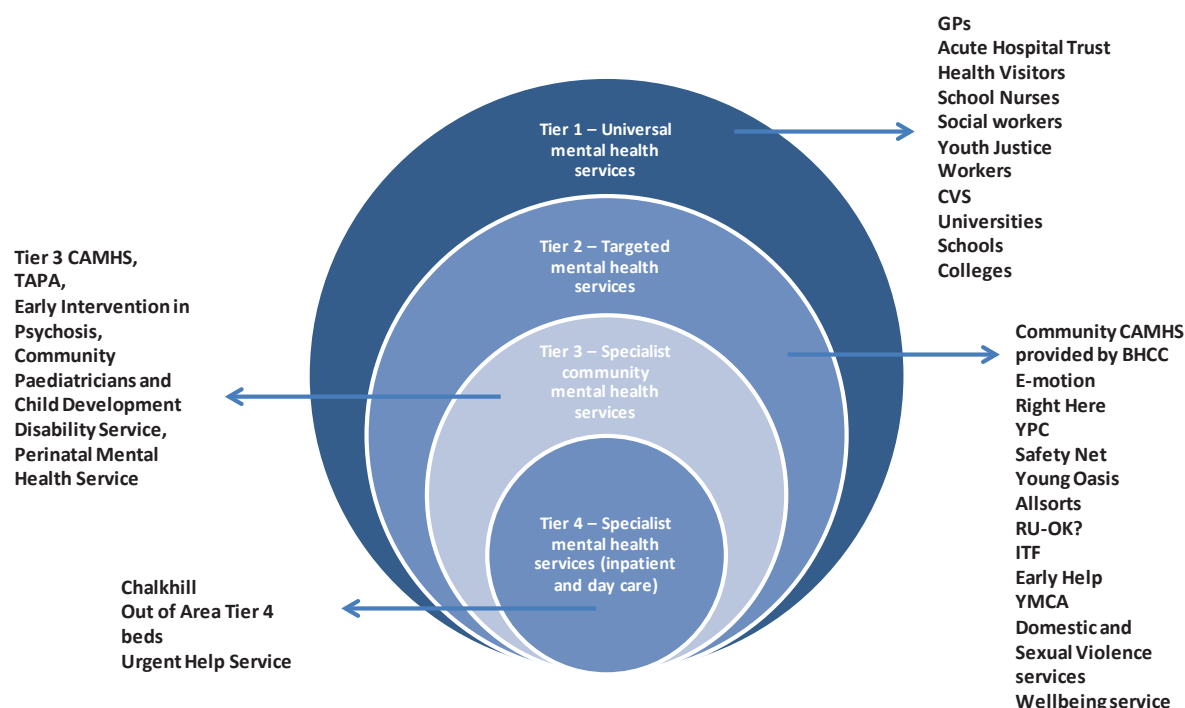 GPs
Acute Hospital Trust
Health Visitors
School Nurses
Social workers
Youth Justice
Workers
CVS
Universities
Schools
Colleges
Tier 1 – Universal
mental health
services
Tier 2 – Targeted
mental health
services
Tier 3 – Specialist
community
mental health
services
Tier 4 – Specialist
mental health
services (inpatient
and day care)
Tier 3 CAMHS,
TAPA,
Early Intervention in
Psychosis,
Community
Paediatricians and
Child Development
Disability Service,
Perinatal Mental
Health Service
Chalkhill
Out of Area Tier 4
beds
Urgent Help Service
Community CAMHS
provided by BHCC
E-motion
Right Here
YPC
Safety Net
Young Oasis
Allsorts
RU-OK?
ITF
Early Help
YMCA
Domestic and
Sexual Violence
services
Wellbeing service